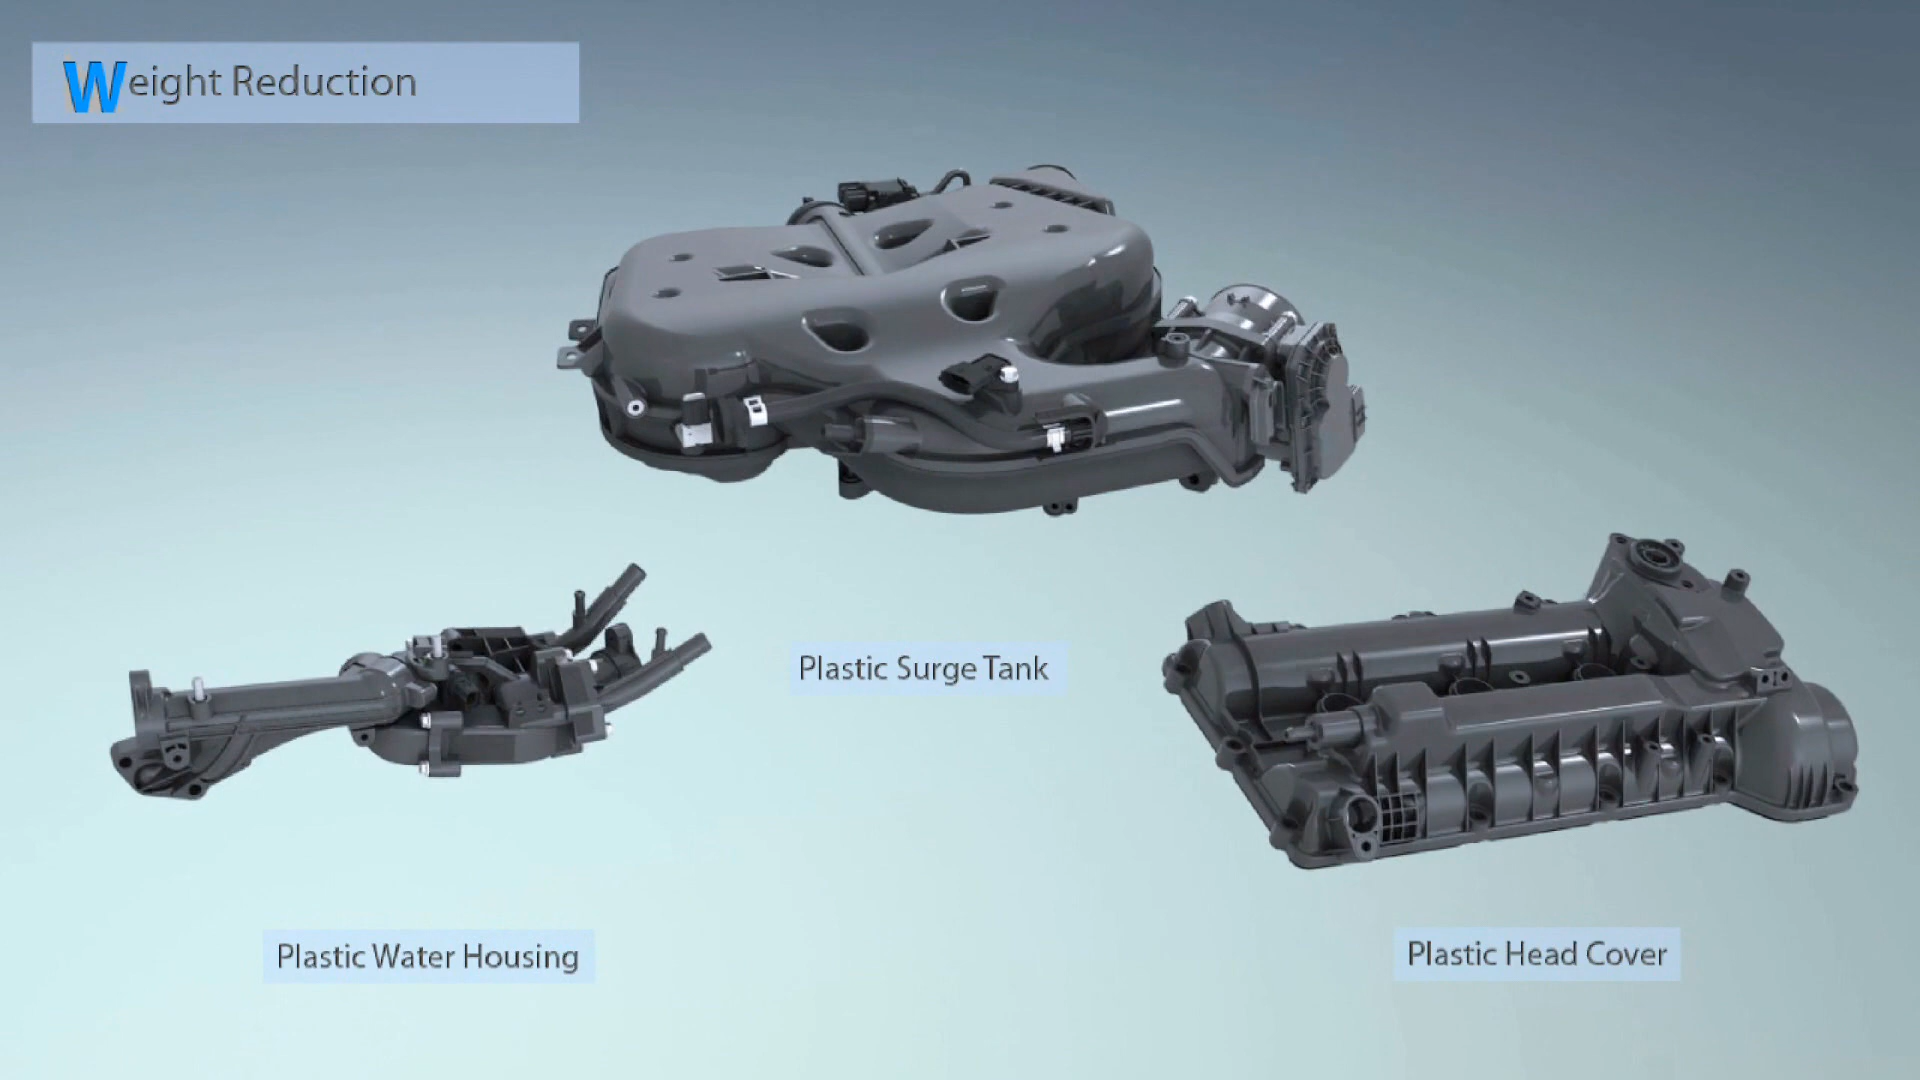 Weight Reduction
Plastic Surge Tank
Plastic Water Housing
Plastic Head Cover